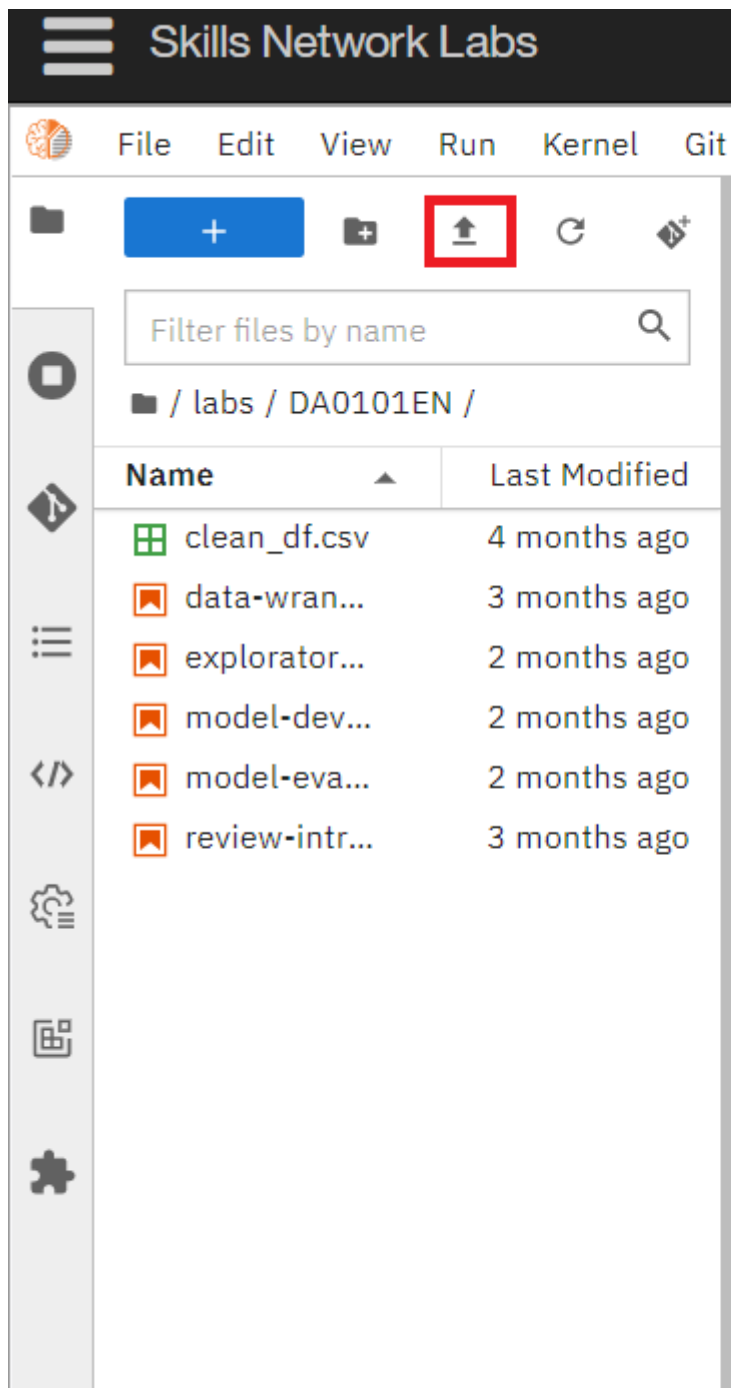 Skills Network Labs
File Edit View Run Kernel Git
+
Filter files by name
/ labs / DA0101EN /
Name Last Modified
clean_df.csv 4 months ago
data-wran... 3 months ago
explorator... 2 months ago
model-dev... 2 months ago
model-eva... 2 months ago
review-intr... 3 months ago